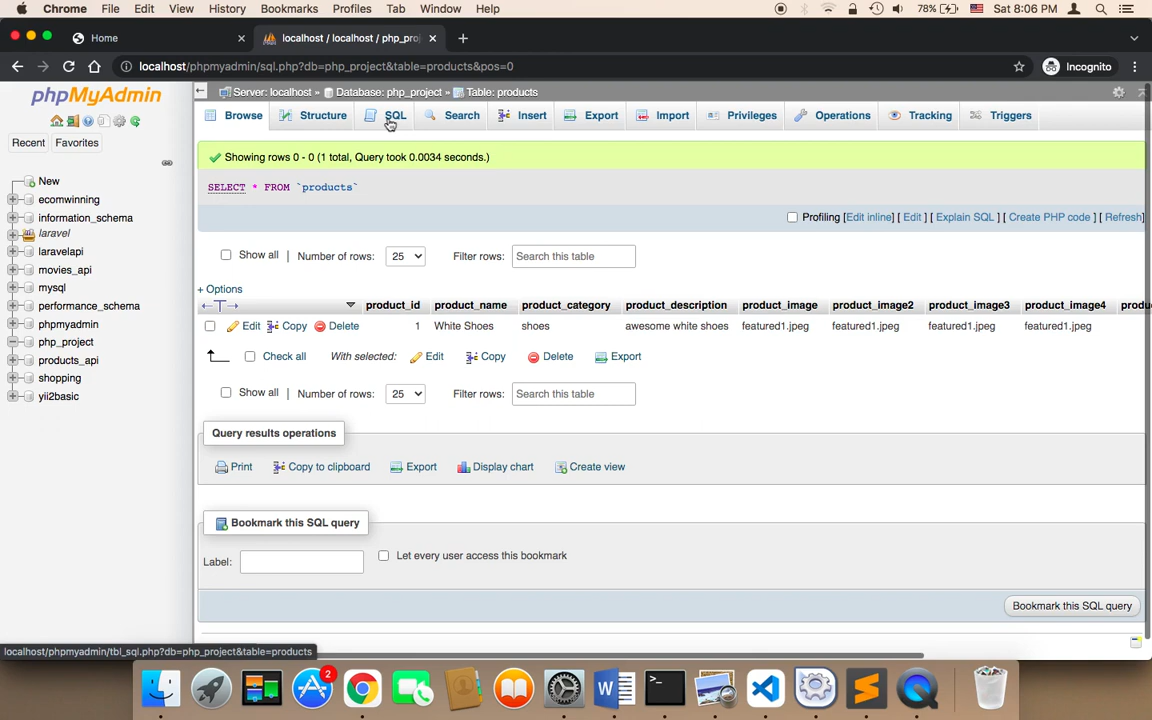 Chrome File Edit View History Bookmarks Profiles Tab Window Help 78% Sat 8:06 PM
Home localhost / localhost / php_pro
localhost/phpmyadmin/sql.php?db=php_project&table=products&pos=0 Incognito
phpMyAdmin
Recent Favorites
New
ecomwinning
information_schema
laravel
laravelapi
movies_api
mysql
performance_schema
phpmyadmin
php_project
products_api
shopping
yii2basic
Server: localhost » Database: php_project » Table: products
Browse Structure SQL Search Insert Export Import Privileges Operations Tracking Triggers
Showing rows 0 - 0 (1 total, Query took 0.0034 seconds.)
SELECT * FROM `products`
Profiling [Edit inline] [ Edit ] [ Explain SQL ] [ Create PHP code ] [ Refresh]
Show all | Number of rows: 25 Filter rows: Search this table
+ Options
←T→ product_id product_name product_category product_description product_image product_image2 product_image3 product_image4 produ
Edit Copy Delete 1 White Shoes shoes awesome white shoes featured1.jpeg featured1.jpeg featured1.jpeg featured1.jpeg
Check all With selected: Edit Copy Delete Export
Show all | Number of rows: 25 Filter rows: Search this table
Query results operations
Print Copy to clipboard Export Display chart Create view
Bookmark this SQL query
Label: Let every user access this bookmark
Bookmark this SQL query
localhost/phpmyadmin/tbl_sql.php?db=php_project&table=products
2